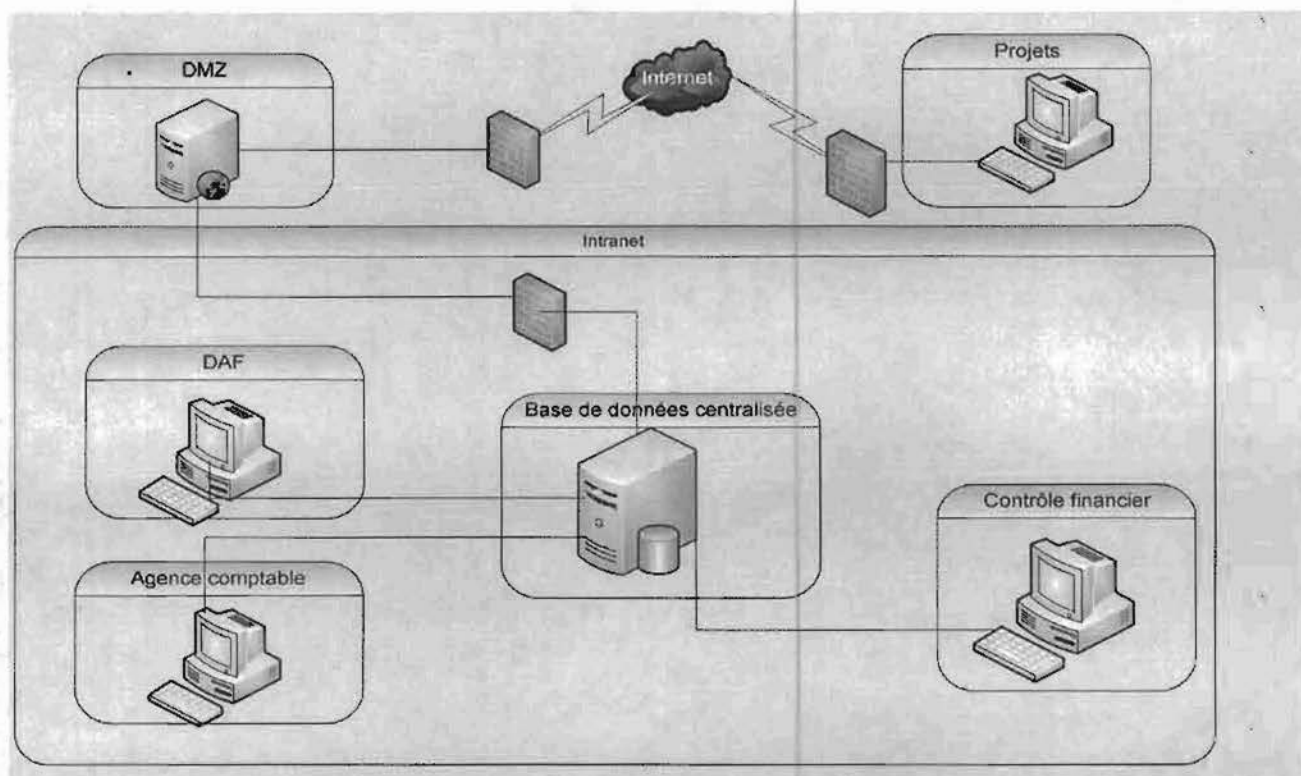 DMZ
Internet
Projets
Intranet
DAF
Base de données centralisée
Contrôle financier
Agence comptable